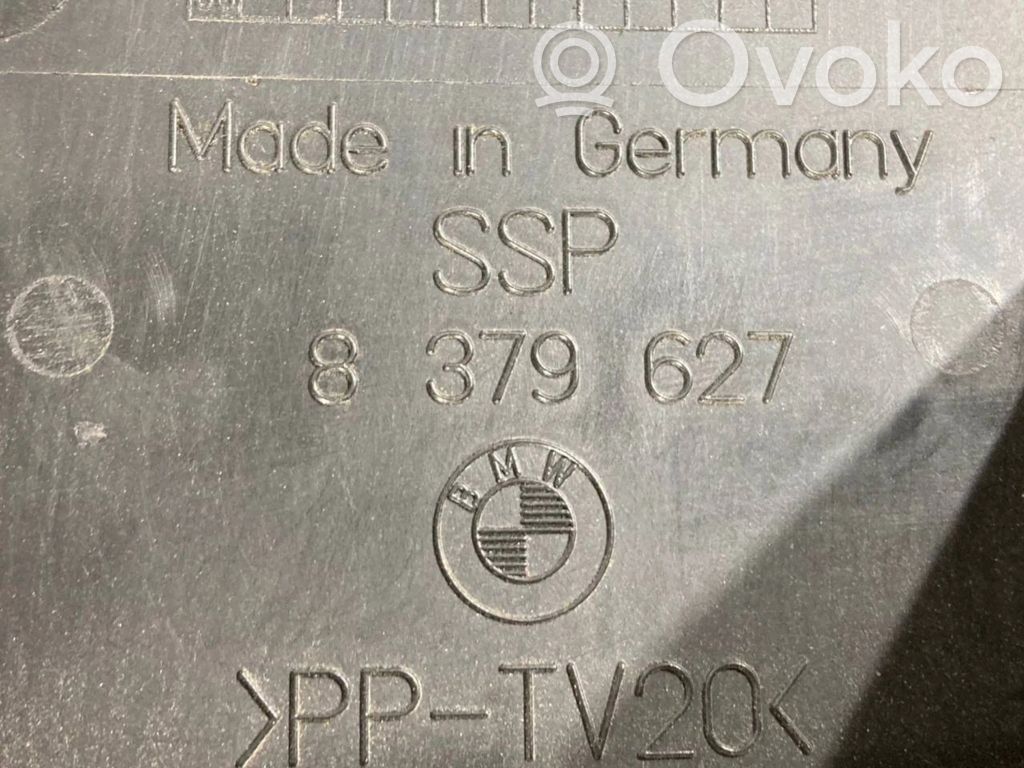 Ovoko
Made in Germany
SSP
8 379 627
BMW
>PP-TV20<